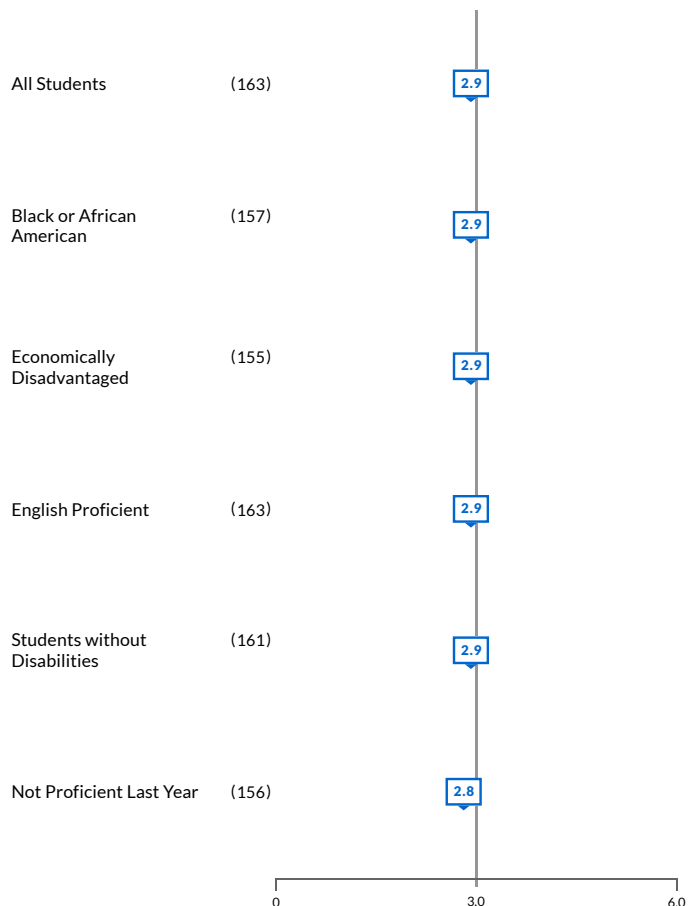 All Students (163) 2.9
Black or African (157) 2.9
American
Economically (155) 2.9
Disadvantaged
English Proficient (163) 2.9
Students without (161) 2.9
Disabilities
Not Proficient Last Year (156) 2.8
0 3.0 6.0